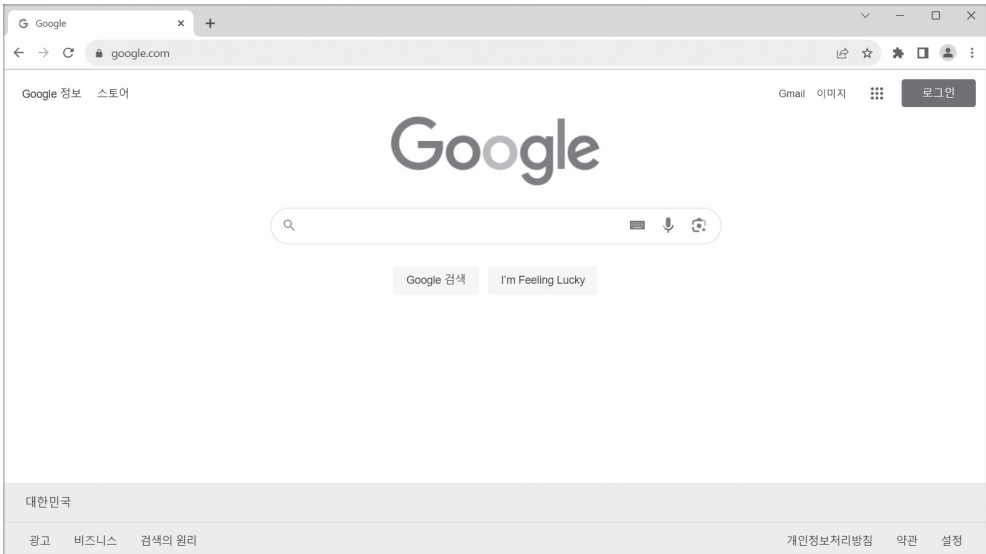 G Google
google.com
Google 정보 스토어
Gmail 이미지 로그인
Google
Google 검색 I'm Feeling Lucky
대한민국
광고 비즈니스 검색의 원리 개인정보처리방침 약관 설정